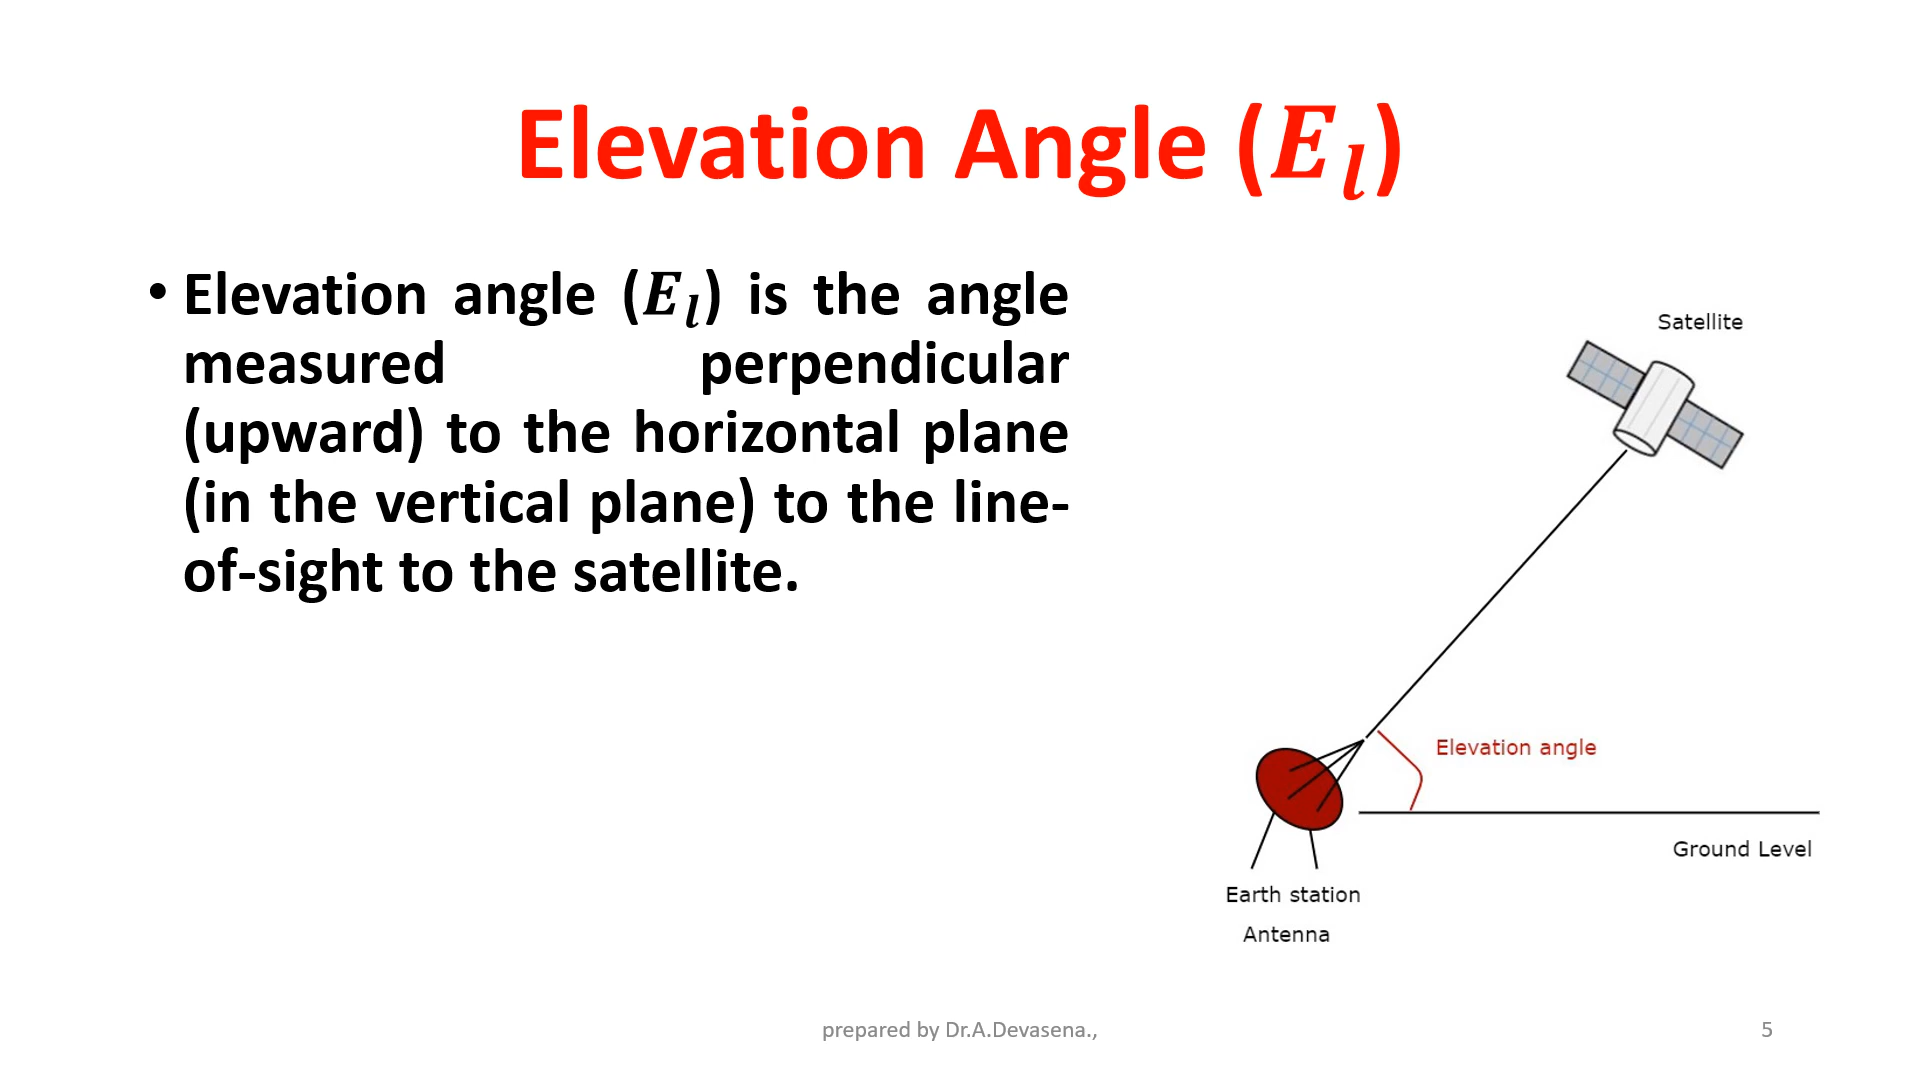 Elevation Angle (E_l)
• Elevation angle (E_l) is the angle
measured perpendicular
(upward) to the horizontal plane
(in the vertical plane) to the line-
of-sight to the satellite.
Satellite
Elevation angle
Ground Level
Earth station
Antenna
prepared by Dr.A.Devasena.,
5